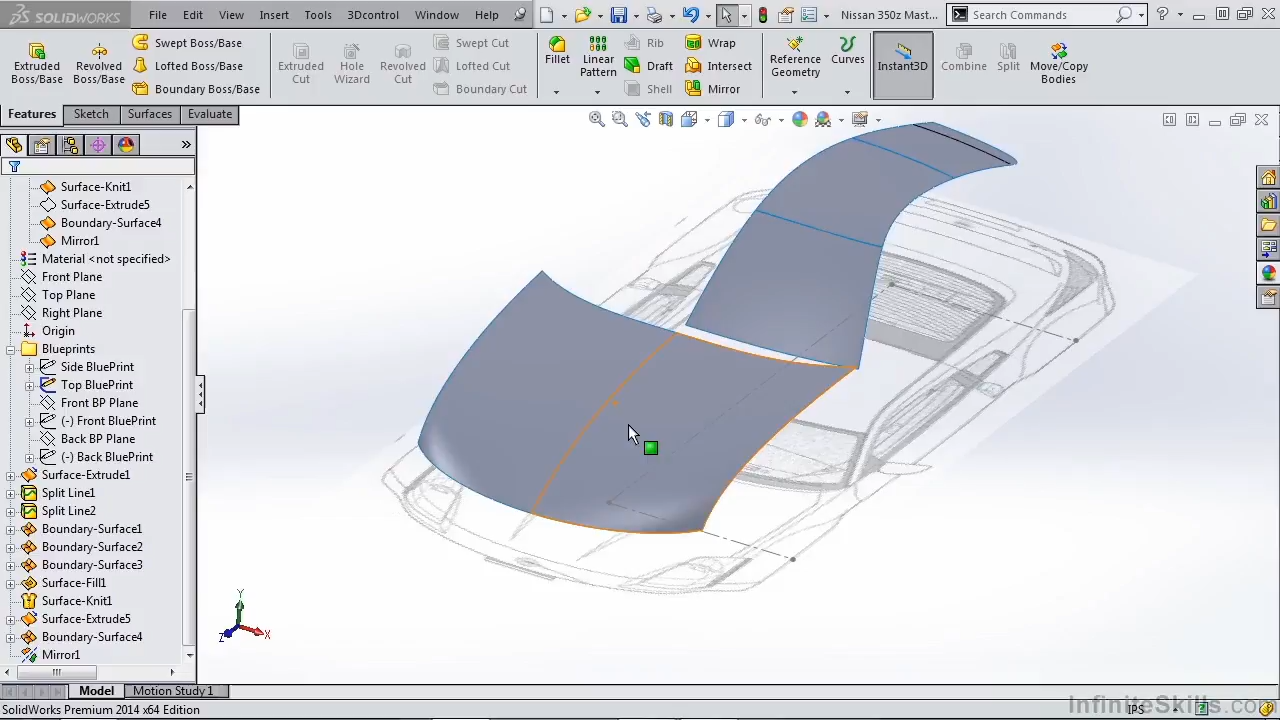 SOLIDWORKS File Edit View Insert Tools 3Dcontrol Window Help Nissan 350z Mast... Search Commands
Extruded Boss/Base
Revolved Boss/Base
Swept Boss/Base
Lofted Boss/Base
Boundary Boss/Base
Extruded Cut
Hole Wizard
Revolved Cut
Swept Cut
Lofted Cut
Boundary Cut
Fillet
Linear Pattern
Rib
Draft
Shell
Wrap
Intersect
Mirror
Reference Geometry
Curves
Instant3D
Combine
Split
Move/Copy Bodies
Features Sketch Surfaces Evaluate
Surface-Knit1
Surface-Extrude5
Boundary-Surface4
Mirror1
Material <not specified>
Front Plane
Top Plane
Right Plane
Origin
Blueprints
Side BluePrint
Top BluePrint
Front BP Plane
(-) Front BluePrint
Back BP Plane
(-) Back BluePrint
Surface-Extrude1
Split Line1
Split Line2
Boundary-Surface1
Boundary-Surface2
Boundary-Surface3
Surface-Fill1
Surface-Knit1
Surface-Extrude5
Boundary-Surface4
Mirror1
Y
Z
X
Model Motion Study 1
SolidWorks Premium 2014 x64 Edition
IPS
InfiniteSkills.com